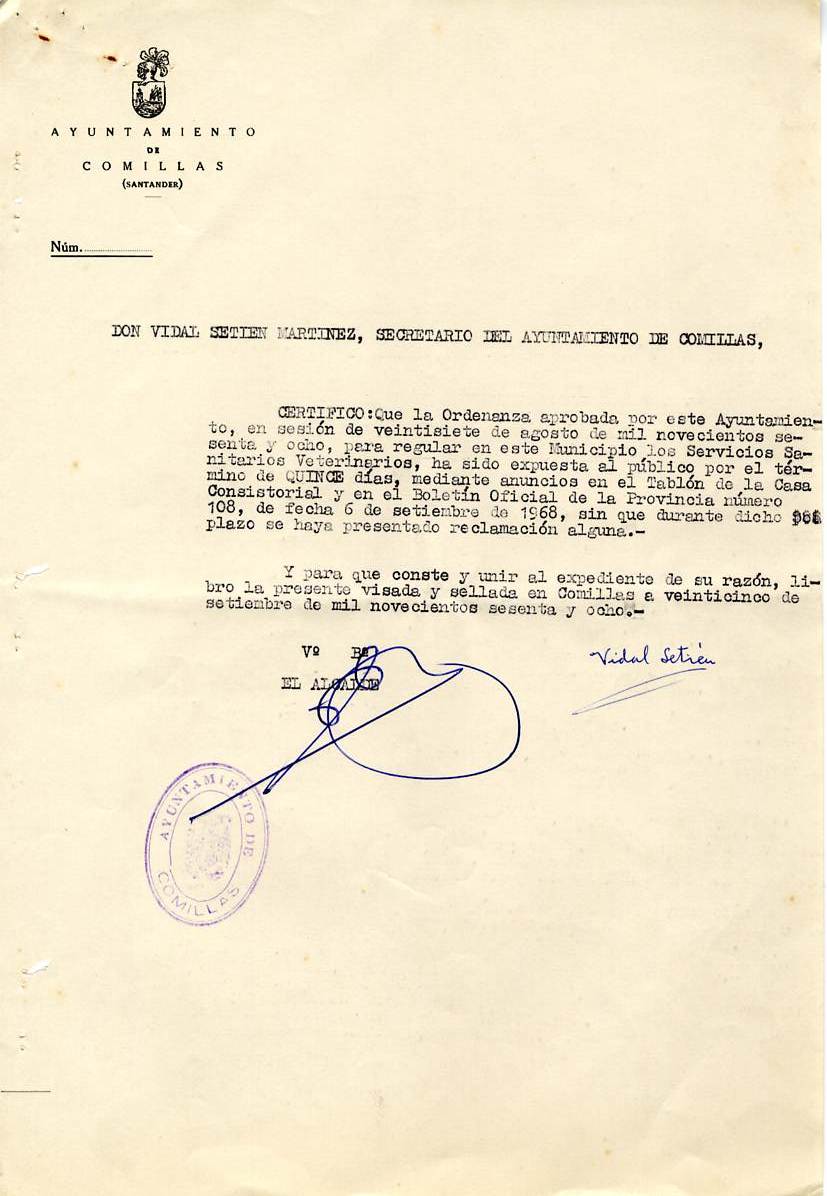 AYUNTAMIENTO
DE
COMILLAS
(SANTANDER)
Núm.
DON VIDAL SETIEN MARTINEZ, SECRETARIO DEL AYUNTAMIENTO DE COMILLAS,
CERTIFICO:Que la Ordenanza aprobada por este Ayuntamien-
to, en sesión de veintisiete de agosto de mil novecientos se-
senta y ocho, para regular en este Municipio los Servicios Sa-
nitarios Veterinarios, ha sido expuesta al público por el tér-
mino de QUINCE días, mediante anuncios en el Tablón de la Casa
Consistorial y en el Boletín Oficial de la Provincia número
108, de fecha 6 de setiembre de 1968, sin que durante dicho
plazo se haya presentado reclamación alguna.-
Y para que conste y unir al expediente de su razón, li-
bro la presente visada y sellada en Comillas a veinticinco de
setiembre de mil novecientos sesenta y ocho.-
Vº Bº
EL ALCALDE
Vidal Setién
AYUNTAMIENTO DE
COMILLAS